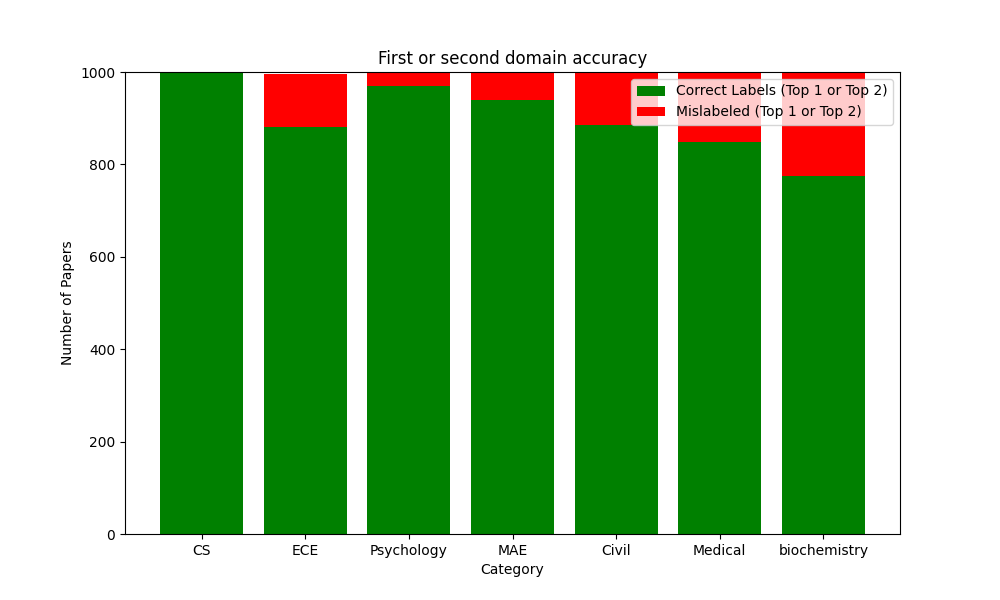 First or second domain accuracy
Correct Labels (Top 1 or Top 2)
Mislabeled (Top 1 or Top 2)
1000
800
600
400
200
0
Number of Papers
CS
ECE
Psychology
MAE
Civil
Medical
biochemistry
Category